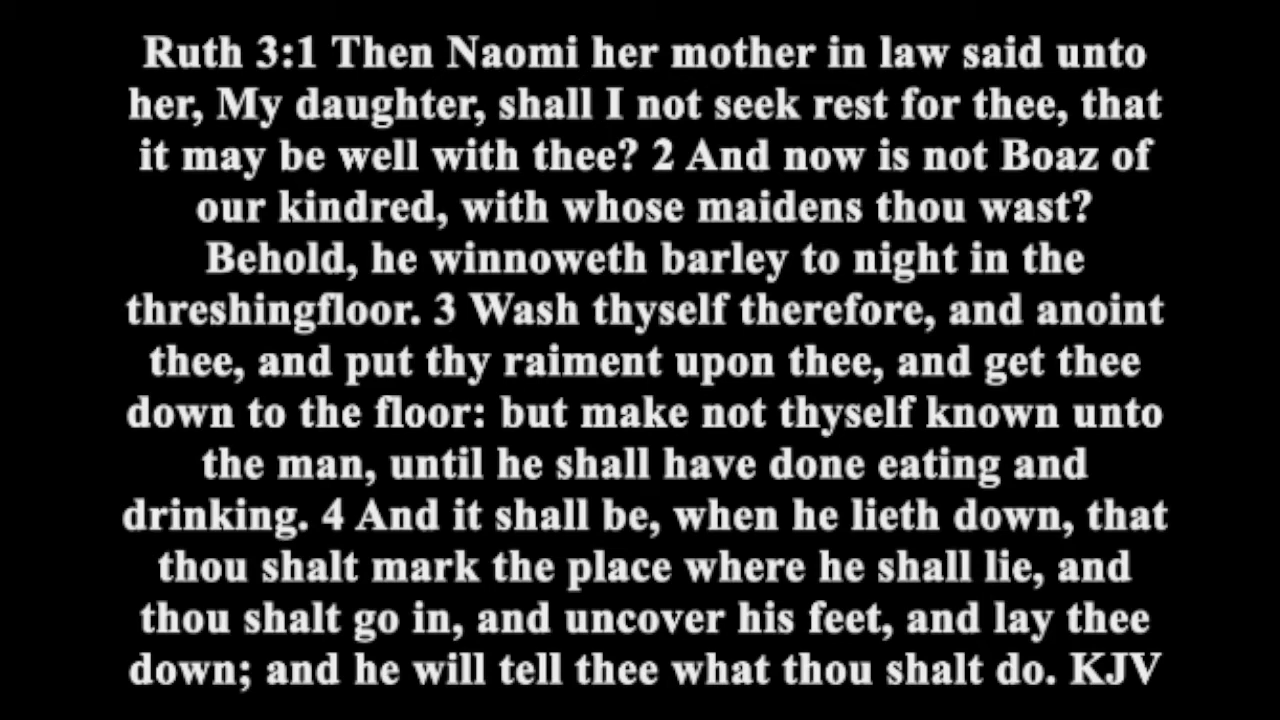 Ruth 3:1 Then Naomi her mother in law said unto
her, My daughter, shall I not seek rest for thee, that
it may be well with thee? 2 And now is not Boaz of
our kindred, with whose maidens thou wast?
Behold, he winnoweth barley to night in the
threshingfloor. 3 Wash thyself therefore, and anoint
thee, and put thy raiment upon thee, and get thee
down to the floor: but make not thyself known unto
the man, until he shall have done eating and
drinking. 4 And it shall be, when he lieth down, that
thou shalt mark the place where he shall lie, and
thou shalt go in, and uncover his feet, and lay thee
down; and he will tell thee what thou shalt do. KJV